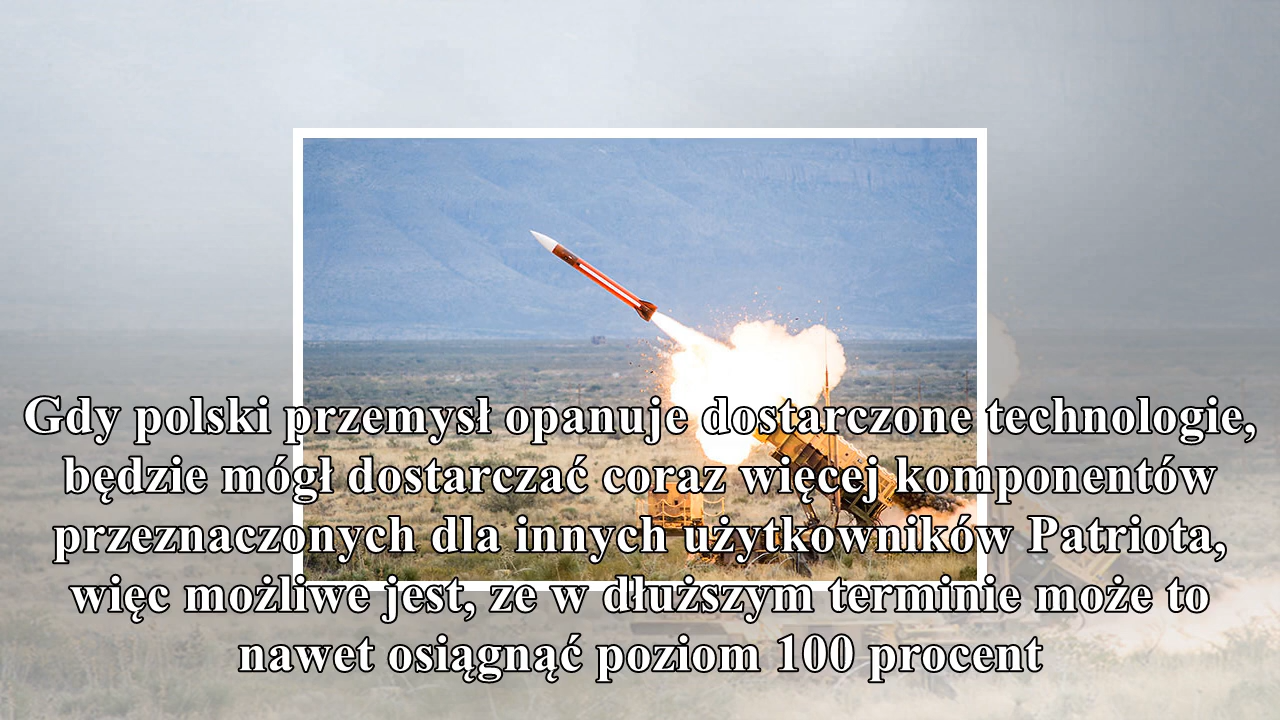 Gdy polski przemysł opanuje dostarczone technologie,
będzie mógł dostarczać coraz więcej komponentów
przeznaczonych dla innych użytkowników Patriota,
więc możliwe jest, ze w dłuższym terminie może to
nawet osiągnąć poziom 100 procent